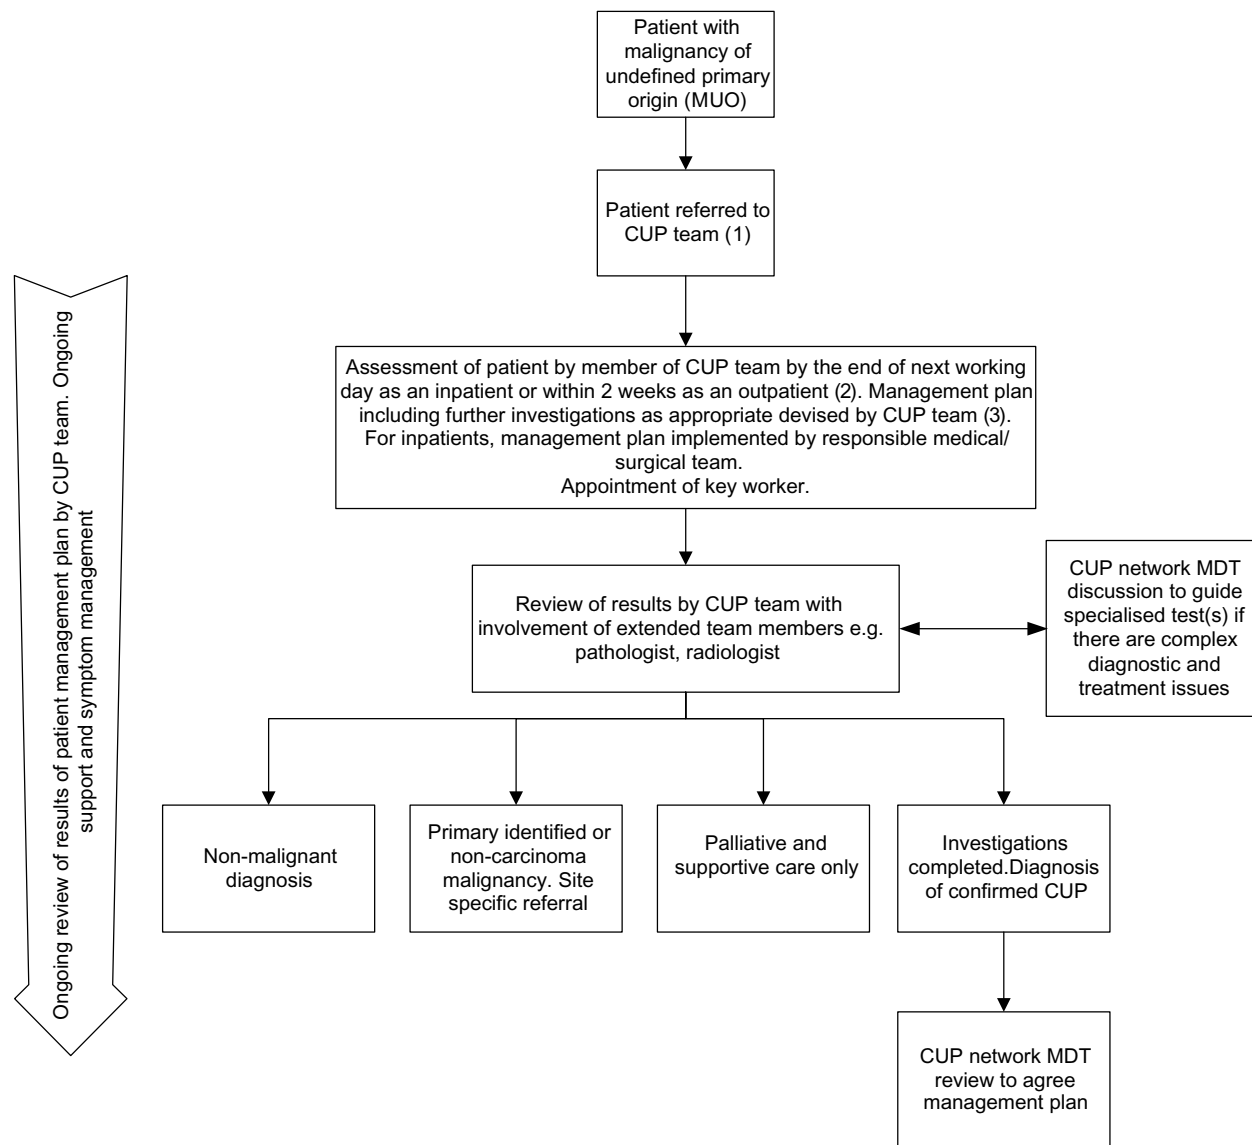 Patient with
malignancy of
undefined primary
origin (MUO)
Patient referred to
CUP team (1)
Ongoing review of results of patient management plan by CUP team. Ongoing
support and symptom management
Assessment of patient by member of CUP team by the end of next working
day as an inpatient or within 2 weeks as an outpatient (2). Management plan
including further investigations as appropriate devised by CUP team (3).
For inpatients, management plan implemented by responsible medical/
surgical team.
Appointment of key worker.
Review of results by CUP team with
involvement of extended team members e.g.
pathologist, radiologist
CUP network MDT
discussion to guide
specialised test(s) if
there are complex
diagnostic and
treatment issues
Non-malignant
diagnosis
Primary identified or
non-carcinoma
malignancy. Site
specific referral
Palliative and
supportive care only
Investigations
completed.Diagnosis
of confirmed CUP
CUP network MDT
review to agree
management plan